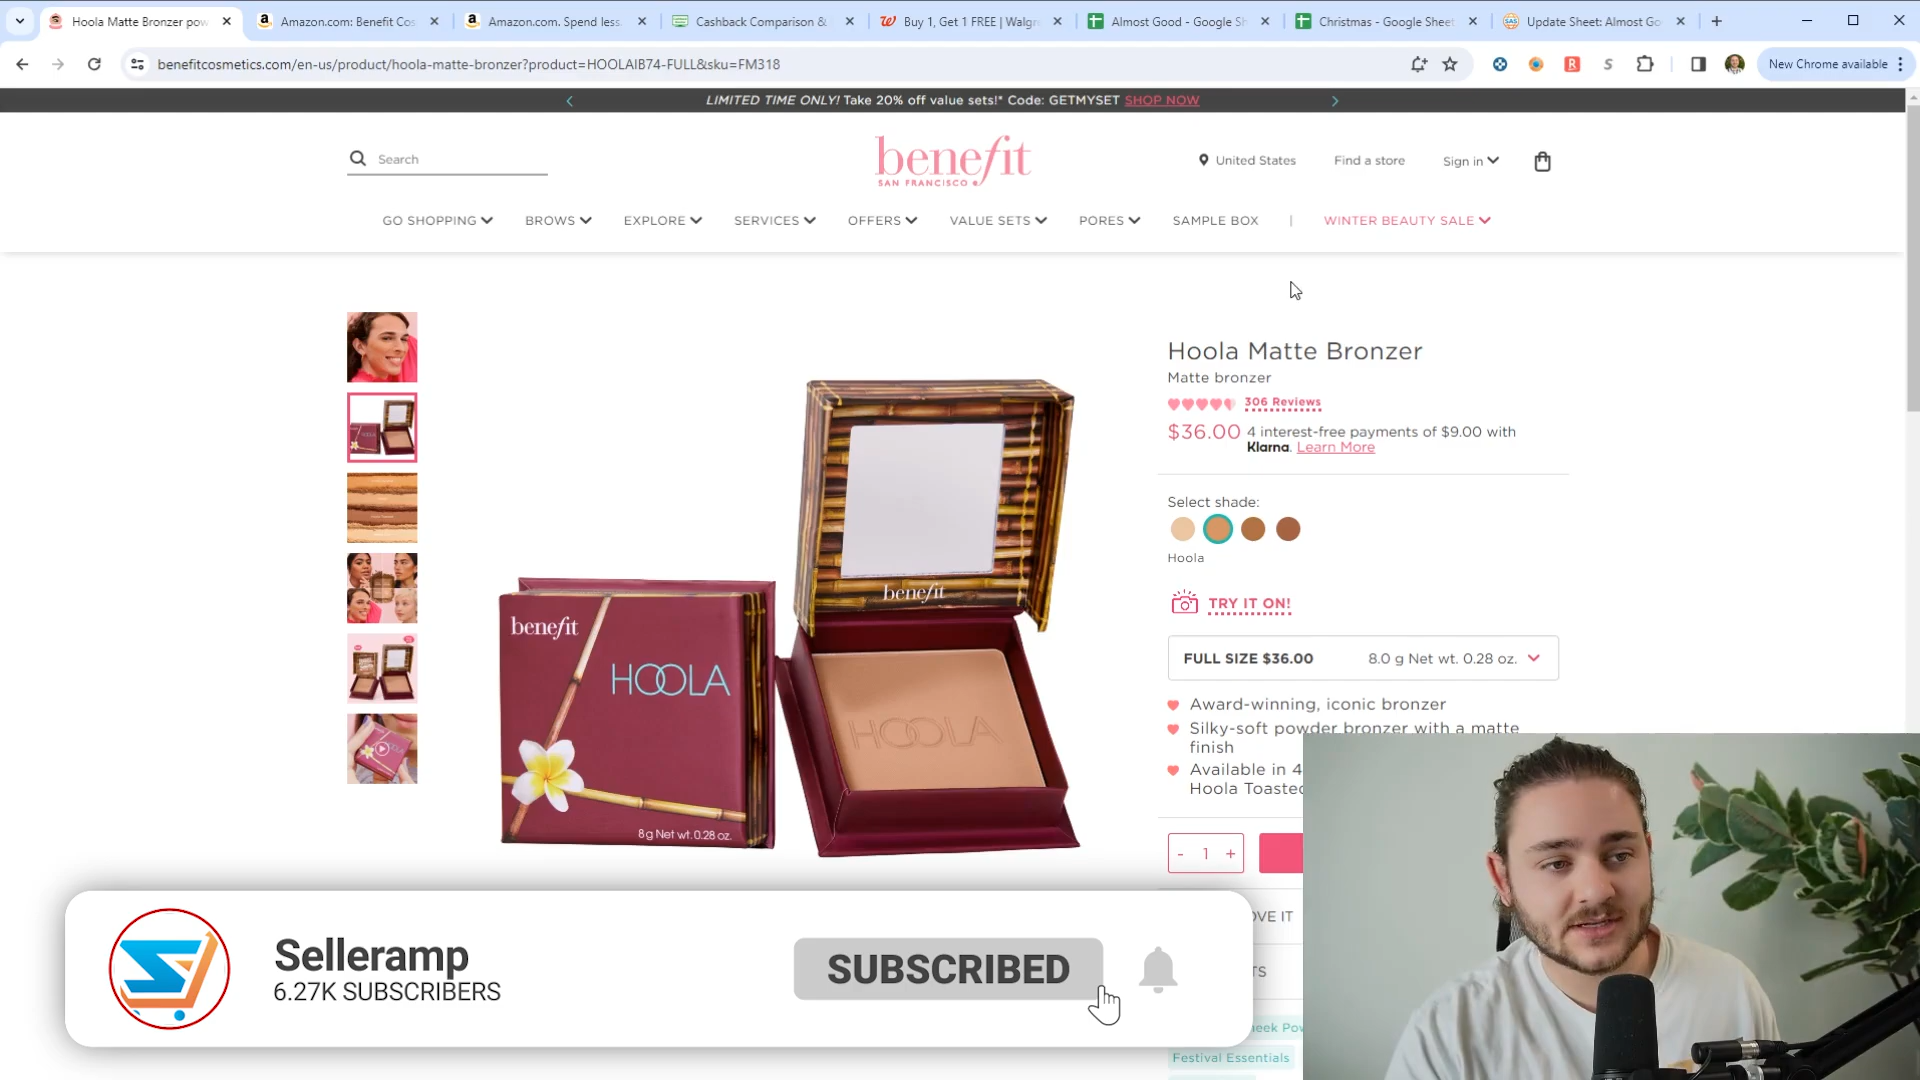 Hoola Matte Bronzer pow
Amazon.com: Benefit Cos
Amazon.com. Spend less.
Cashback Comparison &
Buy 1, Get 1 FREE | Walgr
Almost Good - Google Sh
Christmas - Google Sheet
Update Sheet: Almost Go
benefitcosmetics.com/en-us/product/hoola-matte-bronzer?product=HOOLAIB74-FULL&sku=FM318
New Chrome available
LIMITED TIME ONLY! Take 20% off value sets!* Code: GETMYSET SHOP NOW
Search
benefit
SAN FRANCISCO
United States
Find a store
Sign in
GO SHOPPING
BROWS
EXPLORE
SERVICES
OFFERS
VALUE SETS
PORES
SAMPLE BOX
|
WINTER BEAUTY SALE
Hoola Matte Bronzer
Matte bronzer
306 Reviews
$36.00 4 interest-free payments of $9.00 with
Klarna. Learn More
Select shade:
Hoola
TRY IT ON!
FULL SIZE $36.00 8.0 g Net wt. 0.28 oz.
Award-winning, iconic bronzer
Silky-soft powder bronzer with a matte
finish
Available in 4
Hoola Toasted
- 1 +
OVE IT
TS
eek Pow
Festival Essentials
benefit
HOOLA
8 g Net wt. 0.28 oz.
benefit
HOOLA
Selleramp
6.27K SUBSCRIBERS
SUBSCRIBED